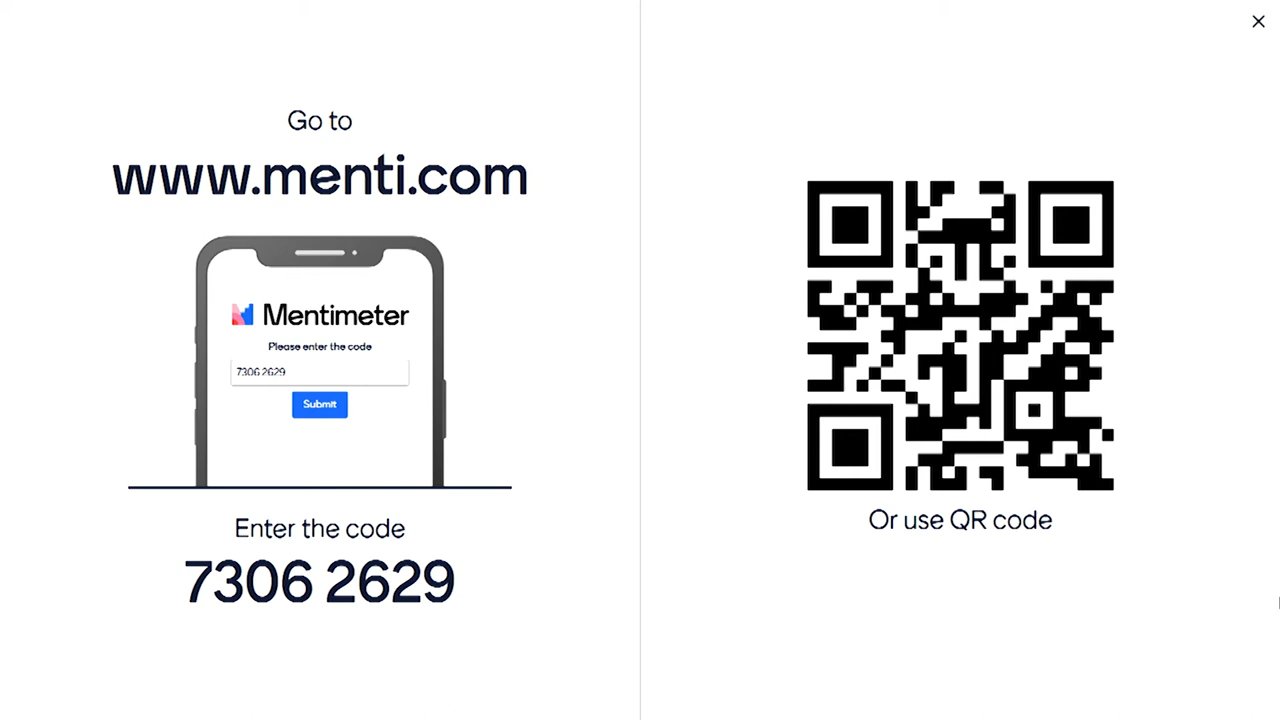 Go to
www.menti.com
Mentimeter
Please enter the code
7306 2629
Submit
Enter the code
7306 2629
Or use QR code